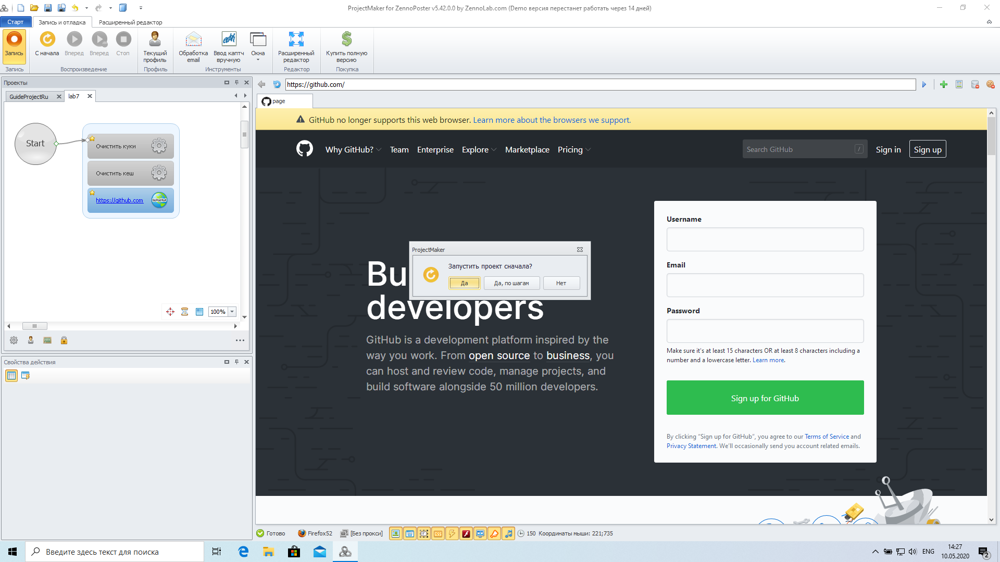 ProjectMaker for ZennoPoster v5.42.0.0 by ZennoLab.com (Demo версия перестанет работать через 14 дней)
Старт
Запись и отладка
Расширенный редактор
Запись
С начала
Вперед
Вперед
Стоп
Текущий
профиль
Обработка
email
Ввод каптч
вручную
Окна
Расширенный
редактор
Купить полную
версию
Запись
Воспроизведение
Профиль
Инструменты
Редактор
Покупка
Проекты
GuideProjectRu
lab7
https://github.com/
page
Start
Очистить куки
Очистить кеш
https://github.com
www
100%
Свойства действия
GitHub no longer supports this web browser. Learn more about the browsers we support.
Why GitHub?
Team
Enterprise
Explore
Marketplace
Pricing
Search GitHub
/
Sign in
Sign up
ProjectMaker
Запустить проект сначала?
Да
Да, по шагам
Нет
Bu
developers
GitHub is a development platform inspired by the
way you work. From open source to business, you
can host and review code, manage projects, and
build software alongside 50 million developers.
Username
Email
Password
Make sure it's at least 15 characters OR at least 8 characters including a
number and a lowercase letter. Learn more.
Sign up for GitHub
By clicking “Sign up for GitHub”, you agree to our Terms of Service and
Privacy Statement. We’ll occasionally send you account related emails.
Готово
Firefox52
[Без прокси]
150
Координаты мыши: 221;735
Введите здесь текст для поиска
ENG
14:27
10.05.2020
2